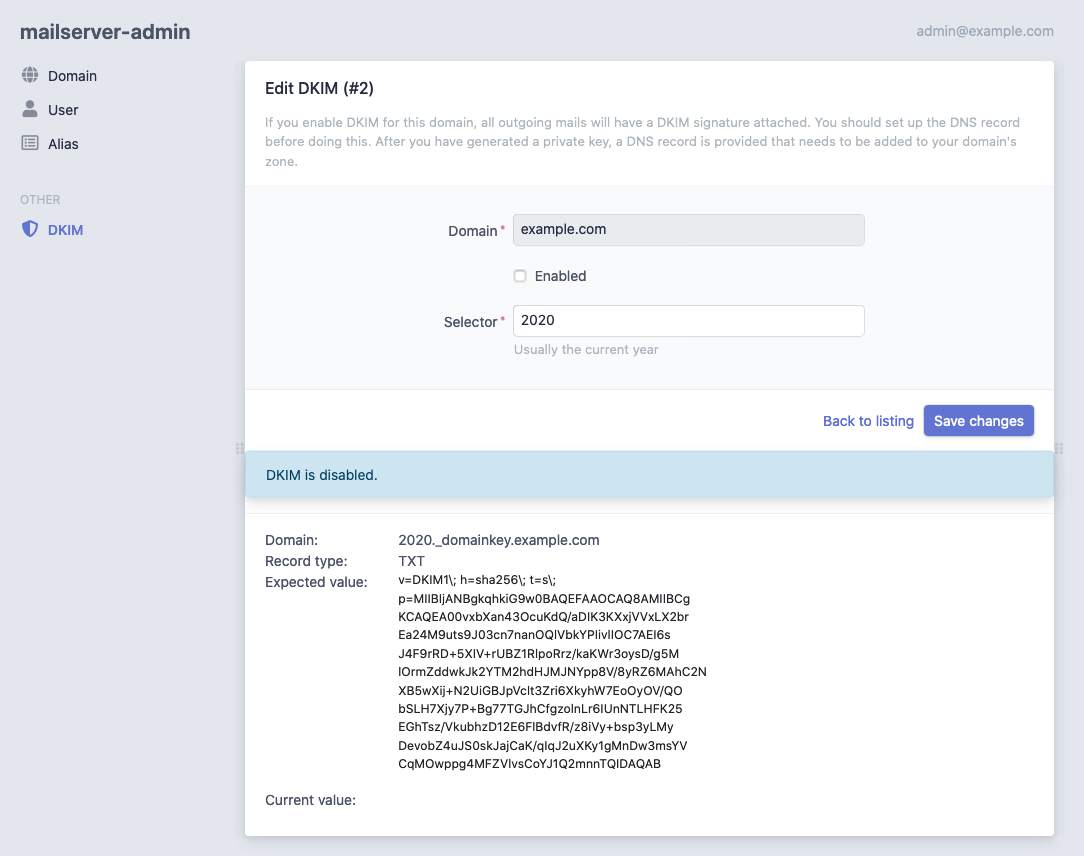 mailserver-admin
admin@example.com
Domain
User
Alias
OTHER
DKIM
Edit DKIM (#2)
If you enable DKIM for this domain, all outgoing mails will have a DKIM signature attached. You should set up the DNS record
before doing this. After you have generated a private key, a DNS record is provided that needs to be added to your domain's
zone.
Domain*
example.com
Enabled
Selector*
2020
Usually the current year
Back to listing
Save changes
DKIM is disabled.
Domain: 2020._domainkey.example.com
Record type: TXT
Expected value: v=DKIM1\; h=sha256\; t=s\;
p=MIIBIjANBgkqhkiG9w0BAQEFAAOCAQ8AMIIBCg
KCAQEA00vxbXan43OcuKdQ/aDIK3KXxjVVxLX2br
Ea24M9uts9J03cn7nanOQlVbkYPIivIlOC7AEI6s
J4F9rRD+5XIV+rUBZ1RlpoRrz/kaKWr3oysD/g5M
IOrmZddwkJk2YTM2hdHJMJNYpp8V/8yRZ6MAhC2N
XB5wXij+N2UiGBJpVclt3Zri6XkyhW7EoOyOV/QO
bSLH7Xjy7P+Bg77TGJhCfgzolnLr6IUnNTLHFK25
EGhTsz/VkubhzD12E6FIBdvfR/z8iVy+bsp3yLMy
DevobZ4uJS0skJajCaK/qIqJ2uXKy1gMnDw3msYV
CqMOwppg4MFZVlvsCoYJ1Q2mnnTQIDAQAB
Current value: